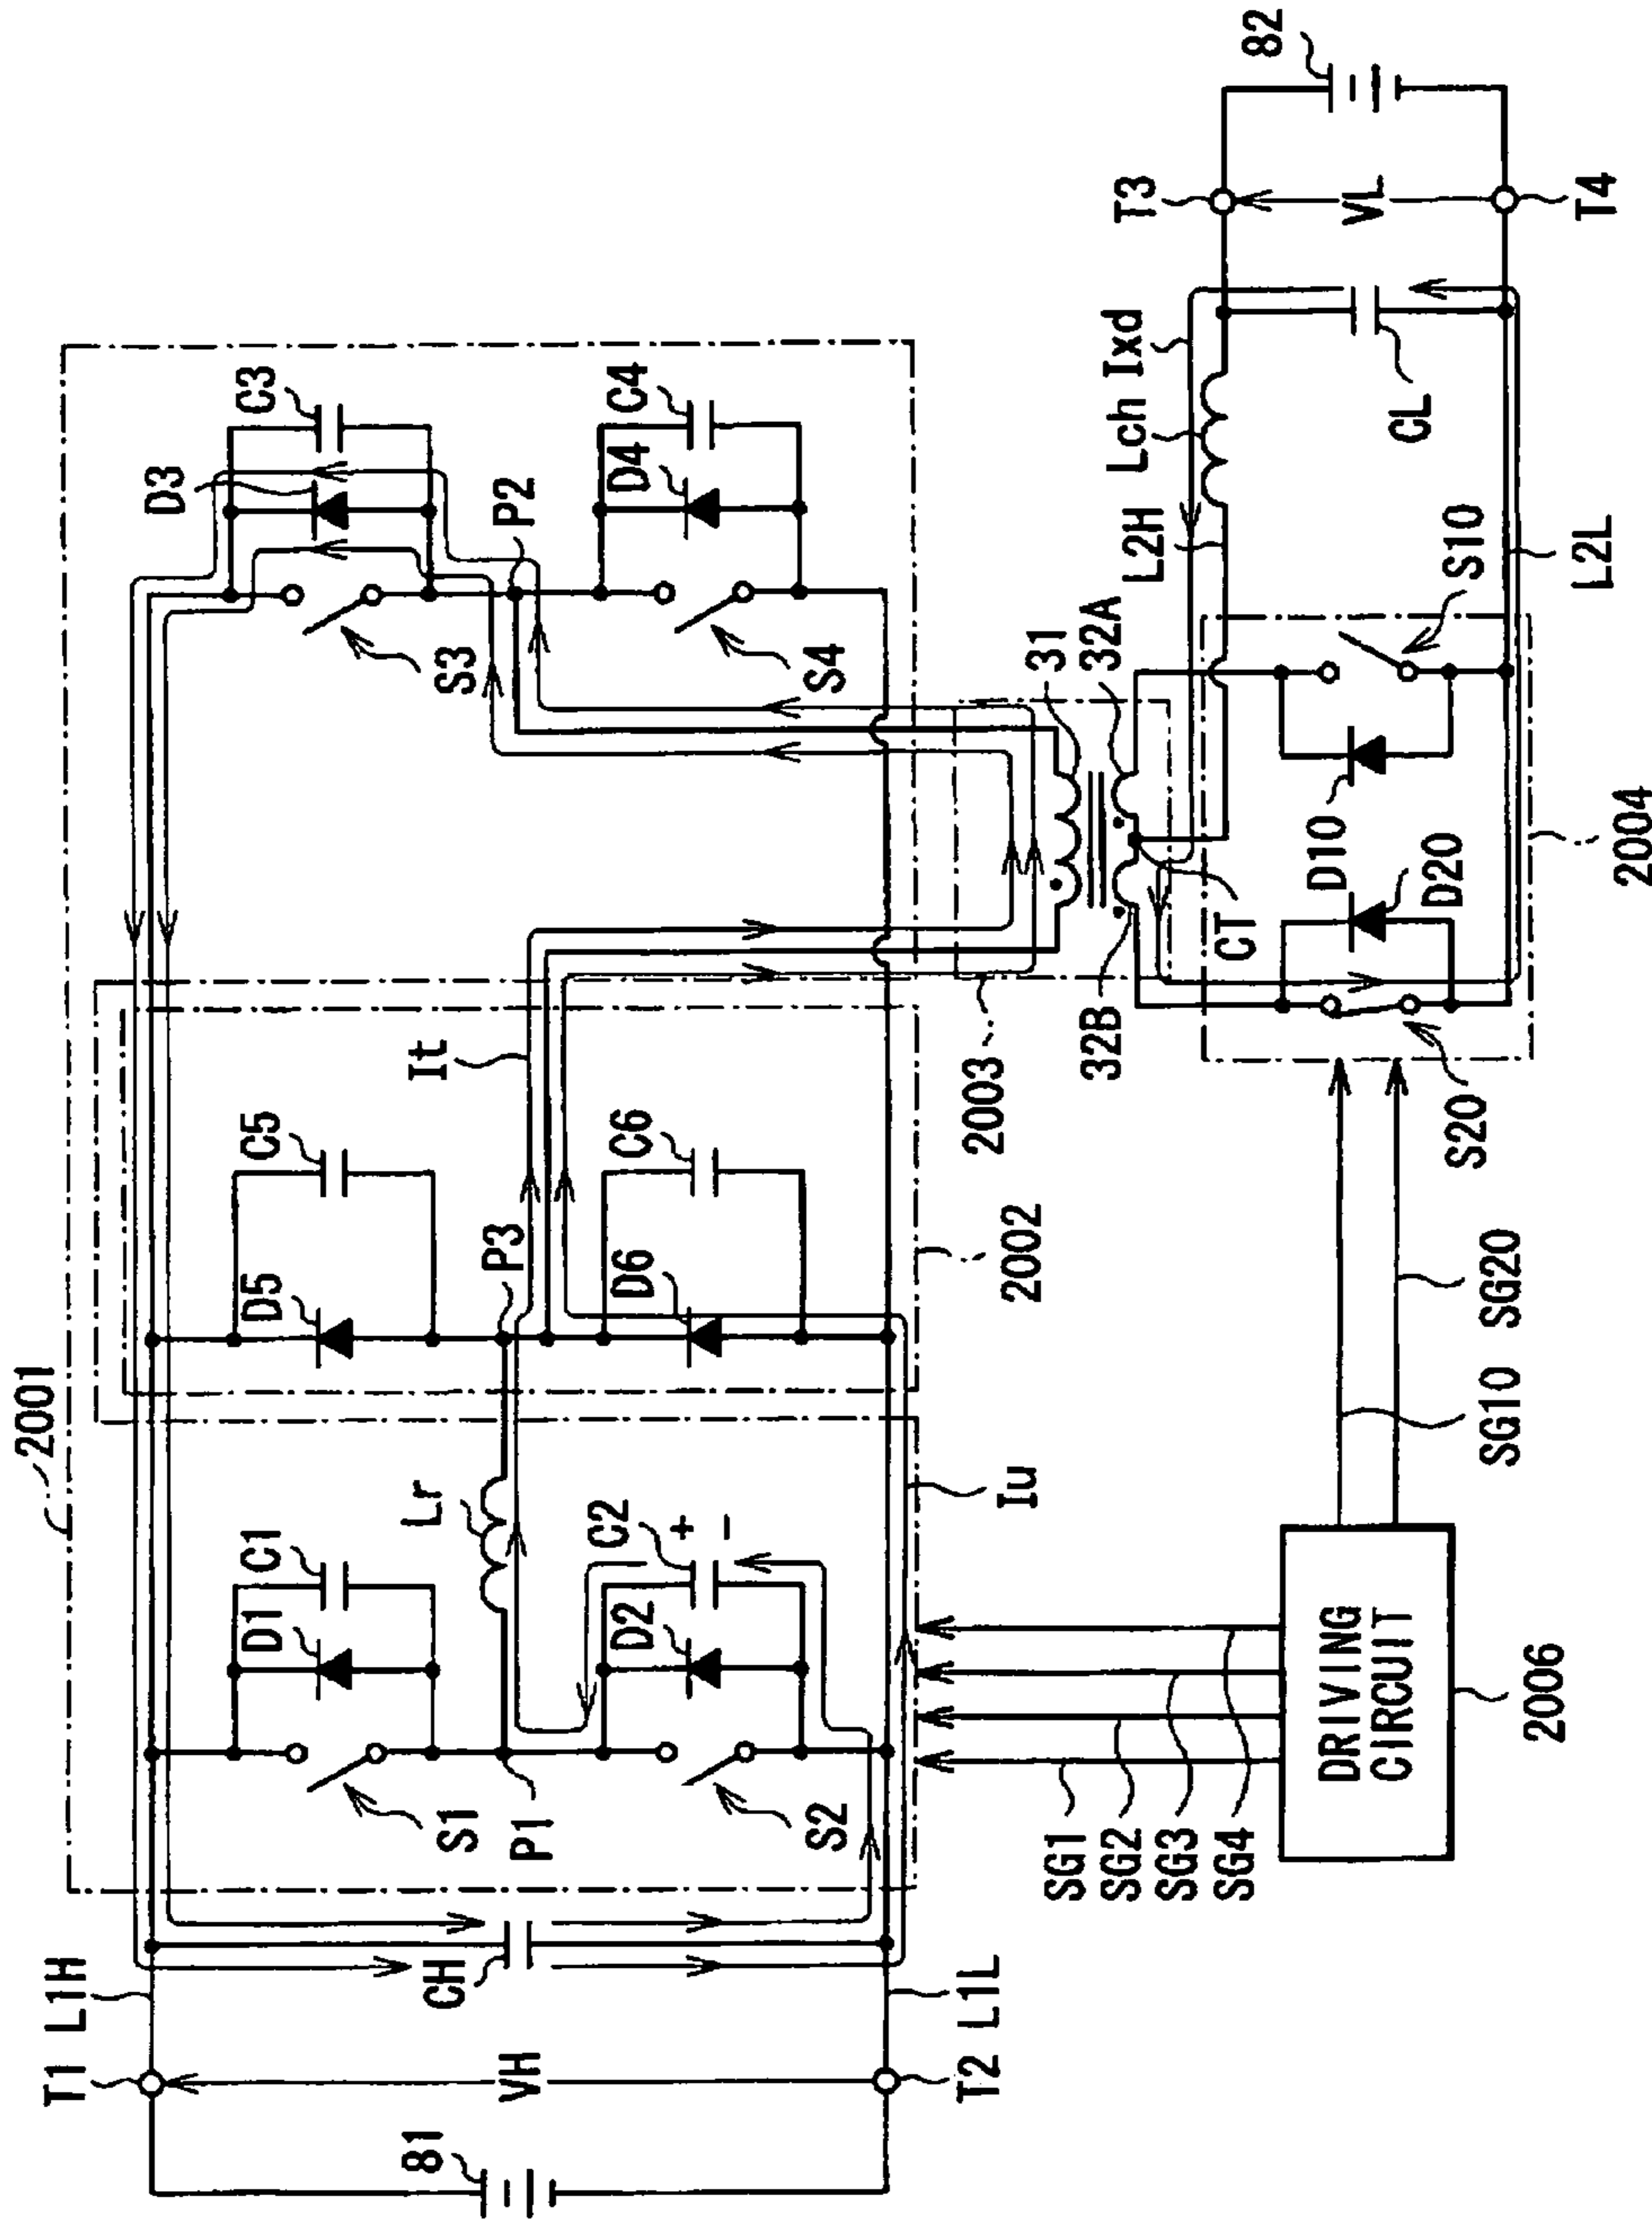 2001
T1
L1H
VH
81
T2
L1L
CH
S1
D1
C1
P1
Lr
S2
D2
C2
+
-
Iu
D5
C5
P3
D6
C6
2002
It
D3
C3
S3
P2
D4
C4
S4
2003
31
32A
32B
CT
L2H
Lch
Ixd
T3
82
VL
T4
CL
L2L
S10
D10
D20
S20
2004
SG1
SG2
SG3
SG4
DRIVING
CIRCUIT
2006
SG10
SG20